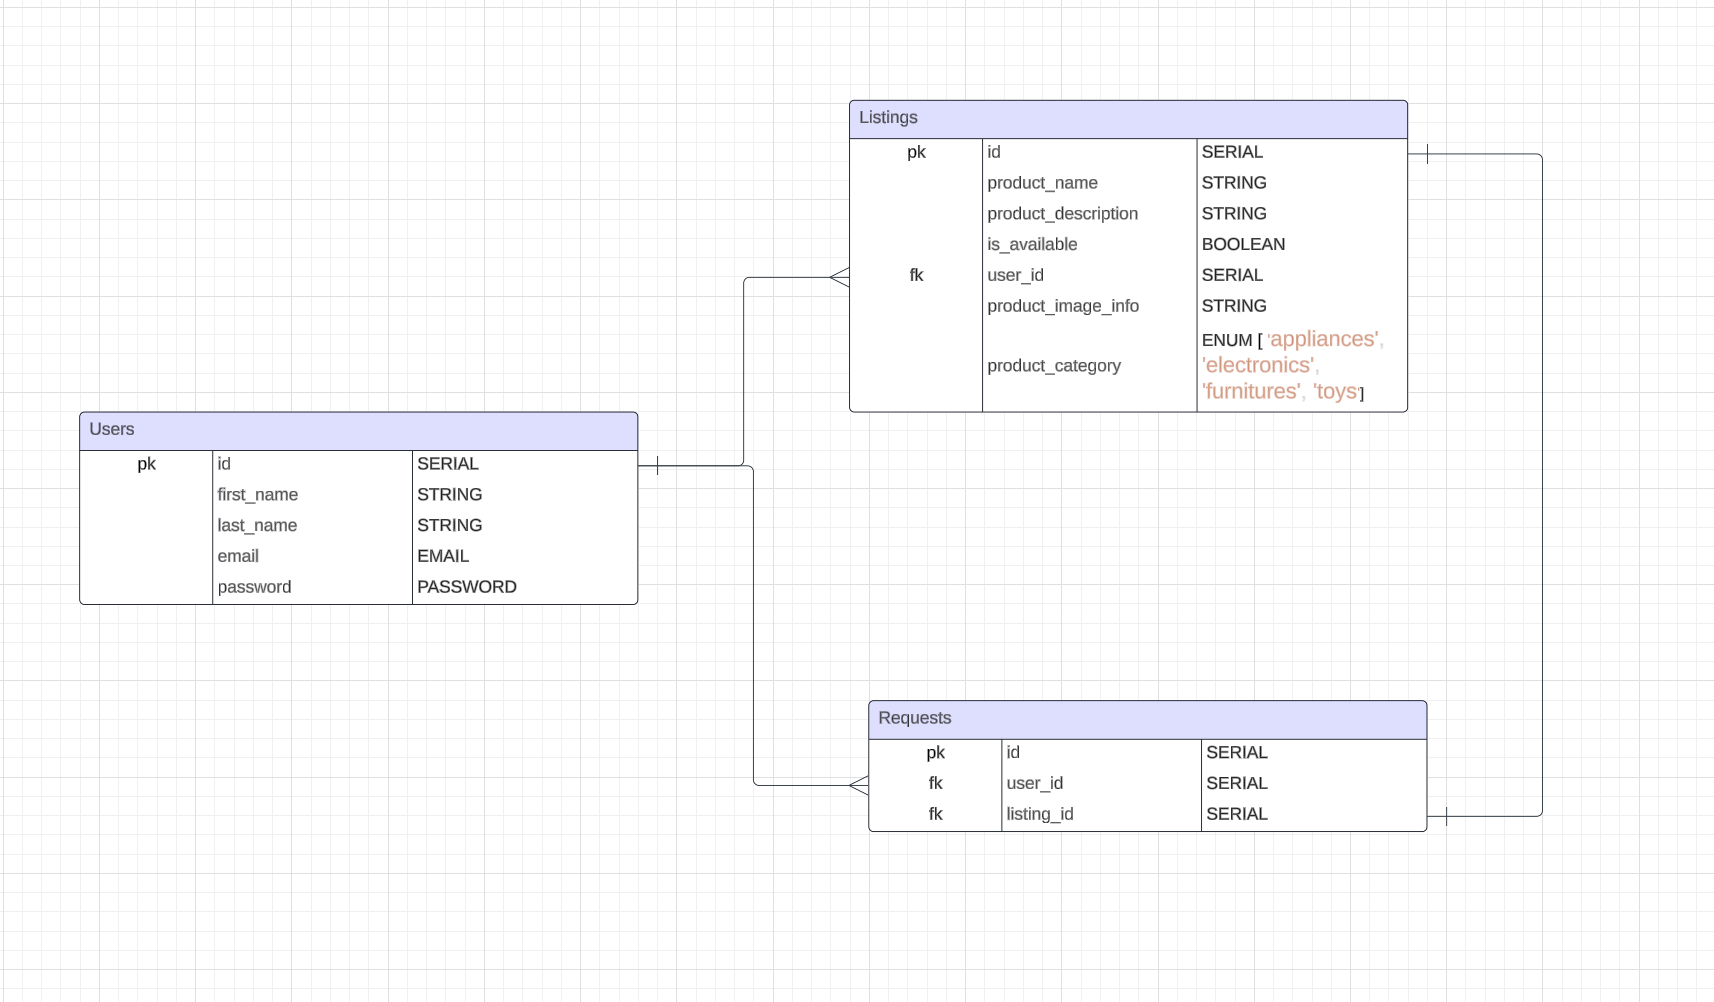 Listings
pk id SERIAL
product_name STRING
product_description STRING
is_available BOOLEAN
fk user_id SERIAL
product_image_info STRING
product_category ENUM [ 'appliances',
'electronics',
'furnitures', 'toys']
Users
pk id SERIAL
first_name STRING
last_name STRING
email EMAIL
password PASSWORD
Requests
pk id SERIAL
fk user_id SERIAL
fk listing_id SERIAL